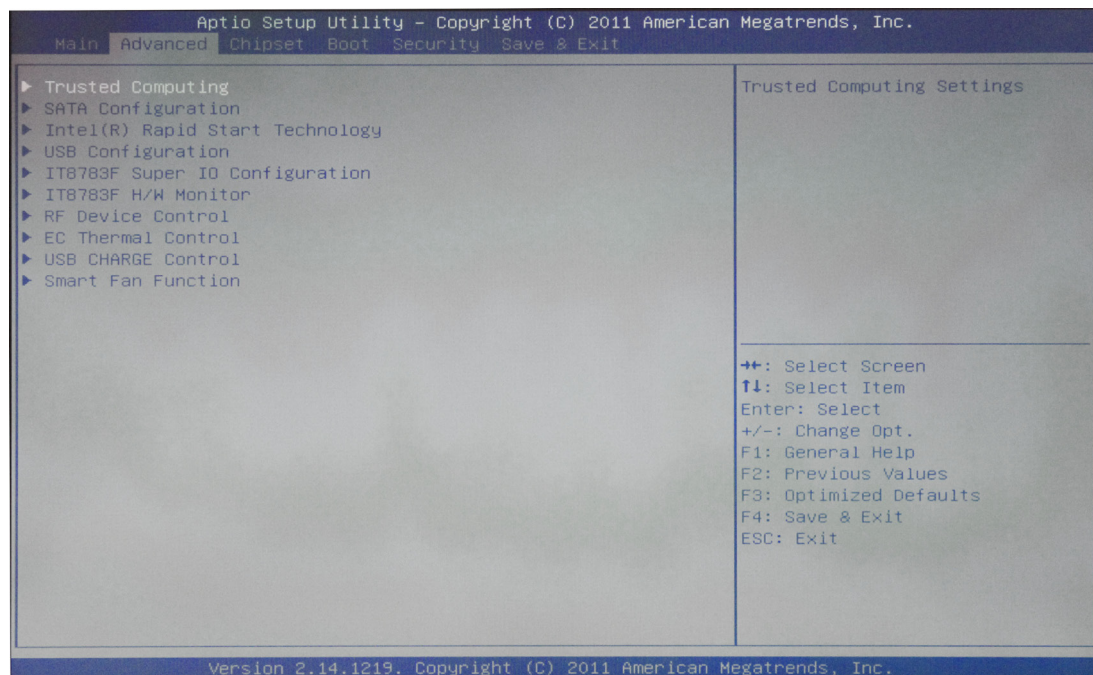 Aptio Setup Utility – Copyright (C) 2011 American Megatrends, Inc.
Main Advanced Chipset Boot Security Save & Exit
▶ Trusted Computing
▶ SATA Configuration
▶ Intel(R) Rapid Start Technology
▶ USB Configuration
▶ IT8783F Super IO Configuration
▶ IT8783F H/W Monitor
▶ RF Device Control
▶ EC Thermal Control
▶ USB CHARGE Control
▶ Smart Fan Function
Trusted Computing Settings
→←: Select Screen
↑↓: Select Item
Enter: Select
+/-: Change Opt.
F1: General Help
F2: Previous Values
F3: Optimized Defaults
F4: Save & Exit
ESC: Exit
Version 2.14.1219. Copyright (C) 2011 American Megatrends, Inc.